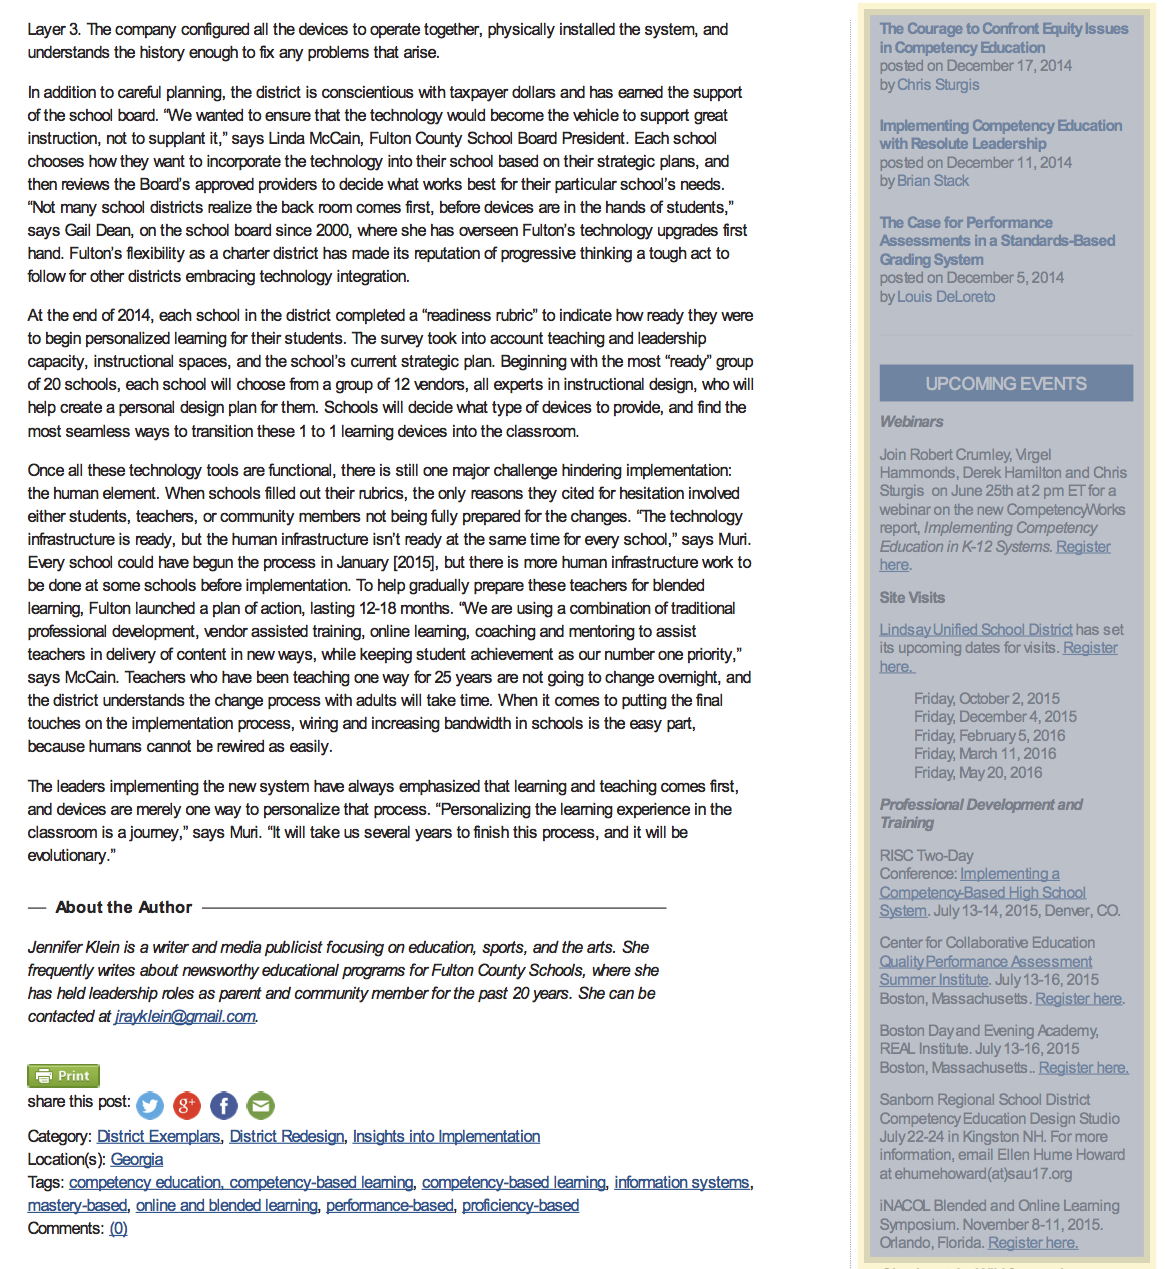 Layer 3. The company configured all the devices to operate together, physically installed the system, and
understands the history enough to fix any problems that arise.
In addition to careful planning, the district is conscientious with taxpayer dollars and has earned the support
of the school board. “We wanted to ensure that the technology would become the vehicle to support great
instruction, not to supplant it,” says Linda McCain, Fulton County School Board President. Each school
chooses how they want to incorporate the technology into their school based on their strategic plans, and
then reviews the Board’s approved providers to decide what works best for their particular school’s needs.
“Not many school districts realize the back room comes first, before devices are in the hands of students,”
says Gail Dean, on the school board since 2000, where she has overseen Fulton’s technology upgrades first
hand. Fulton’s flexibility as a charter district has made its reputation of progressive thinking a tough act to
follow for other districts embracing technology integration.
At the end of 2014, each school in the district completed a “readiness rubric” to indicate how ready they were
to begin personalized learning for their students. The survey took into account teaching and leadership
capacity, instructional spaces, and the school’s current strategic plan. Beginning with the most “ready” group
of 20 schools, each school will choose from a group of 12 vendors, all experts in instructional design, who will
help create a personal design plan for them. Schools will decide what type of devices to provide, and find the
most seamless ways to transition these 1 to 1 learning devices into the classroom.
Once all these technology tools are functional, there is still one major challenge hindering implementation:
the human element. When schools filled out their rubrics, the only reasons they cited for hesitation involved
either students, teachers, or community members not being fully prepared for the changes. “The technology
infrastructure is ready, but the human infrastructure isn’t ready at the same time for every school,” says Muri.
Every school could have begun the process in January [2015], but there is more human infrastructure work to
be done at some schools before implementation. To help gradually prepare these teachers for blended
learning, Fulton launched a plan of action, lasting 12-18 months. “We are using a combination of traditional
professional development, vendor assisted training, online learning, coaching and mentoring to assist
teachers in delivery of content in new ways, while keeping student achievement as our number one priority,”
says McCain. Teachers who have been teaching one way for 25 years are not going to change overnight, and
the district understands the change process with adults will take time. When it comes to putting the final
touches on the implementation process, wiring and increasing bandwidth in schools is the easy part,
because humans cannot be rewired as easily.
The leaders implementing the new system have always emphasized that learning and teaching comes first,
and devices are merely one way to personalize that process. “Personalizing the learning experience in the
classroom is a journey,” says Muri. “It will take us several years to finish this process, and it will be
evolutionary.”
About the Author
Jennifer Klein is a writer and media publicist focusing on education, sports, and the arts. She
frequently writes about newsworthy educational programs for Fulton County Schools, where she
has held leadership roles as parent and community member for the past 20 years. She can be
contacted at jrayklein@gmail.com.
Print
share this post:
Category: District Exemplars, District Redesign, Insights into Implementation
Location(s): Georgia
Tags: competency education, competency-based learning, competency-based learning, information systems,
mastery-based, online and blended learning, performance-based, proficiency-based
Comments: (0)
The Courage to Confront Equity Issues
in Competency Education
posted on December 17, 2014
by Chris Sturgis
Implementing Competency Education
with Resolute Leadership
posted on December 11, 2014
by Brian Stack
The Case for Performance
Assessments in a Standards-Based
Grading System
posted on December 5, 2014
by Louis DeLoreto
UPCOMING EVENTS
Webinars
Join Robert Crumley, Virgel
Hammonds, Derek Hamilton and Chris
Sturgis on June 25th at 2 pm ET for a
webinar on the new CompetencyWorks
report, Implementing Competency
Education in K-12 Systems. Register
here.
Site Visits
Lindsay Unified School District has set
its upcoming dates for visits. Register
here.
Friday, October 2, 2015
Friday, December 4, 2015
Friday, February 5, 2016
Friday, March 11, 2016
Friday, May 20, 2016
Professional Development and
Training
RISC Two-Day
Conference: Implementing a
Competency-Based High School
System. July 13-14, 2015, Denver, CO.
Center for Collaborative Education
Quality Performance Assessment
Summer Institute. July 13-16, 2015
Boston, Massachusetts. Register here.
Boston Day and Evening Academy,
REAL Institute. July 13-16, 2015
Boston, Massachusetts.. Register here.
Sanborn Regional School District
Competency Education Design Studio
July 22-24 in Kingston NH. For more
information, email Ellen Hume Howard
at ehumehoward(at)sau17.org
iNACOL Blended and Online Learning
Symposium. November 8-11, 2015.
Orlando, Florida. Register here.